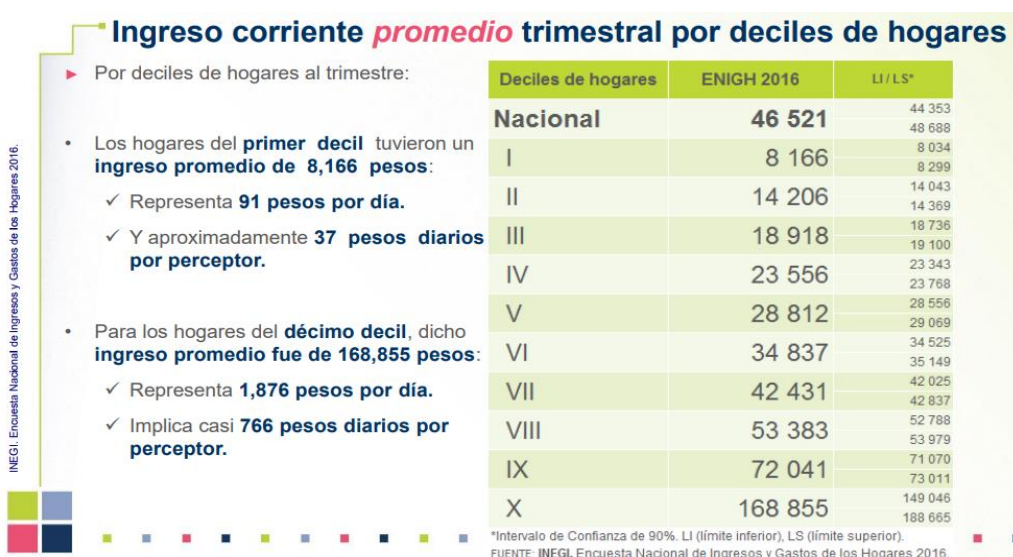 Ingreso corriente promedio trimestral por deciles de hogares
► Por deciles de hogares al trimestre:
• Los hogares del primer decil tuvieron un
ingreso promedio de 8,166 pesos:
✓ Representa 91 pesos por día.
✓ Y aproximadamente 37 pesos diarios
por perceptor.
• Para los hogares del décimo decil, dicho
ingreso promedio fue de 168,855 pesos:
✓ Representa 1,876 pesos por día.
✓ Implica casi 766 pesos diarios por
perceptor.
INEGI. Encuesta Nacional de Ingresos y Gastos de los Hogares 2016.
Deciles de hogares ENIGH 2016 LI / LS*
Nacional 46 521 44 353
48 688
I 8 166 8 034
8 299
II 14 206 14 043
14 369
III 18 918 18 736
19 100
IV 23 556 23 343
23 768
V 28 812 28 556
29 069
VI 34 837 34 525
35 149
VII 42 431 42 025
42 837
VIII 53 383 52 788
53 979
IX 72 041 71 070
73 011
X 168 855 149 046
188 665
*Intervalo de Confianza de 90%. LI (límite inferior), LS (límite superior).
FUENTE: INEGI. Encuesta Nacional de Ingresos y Gastos de los Hogares 2016